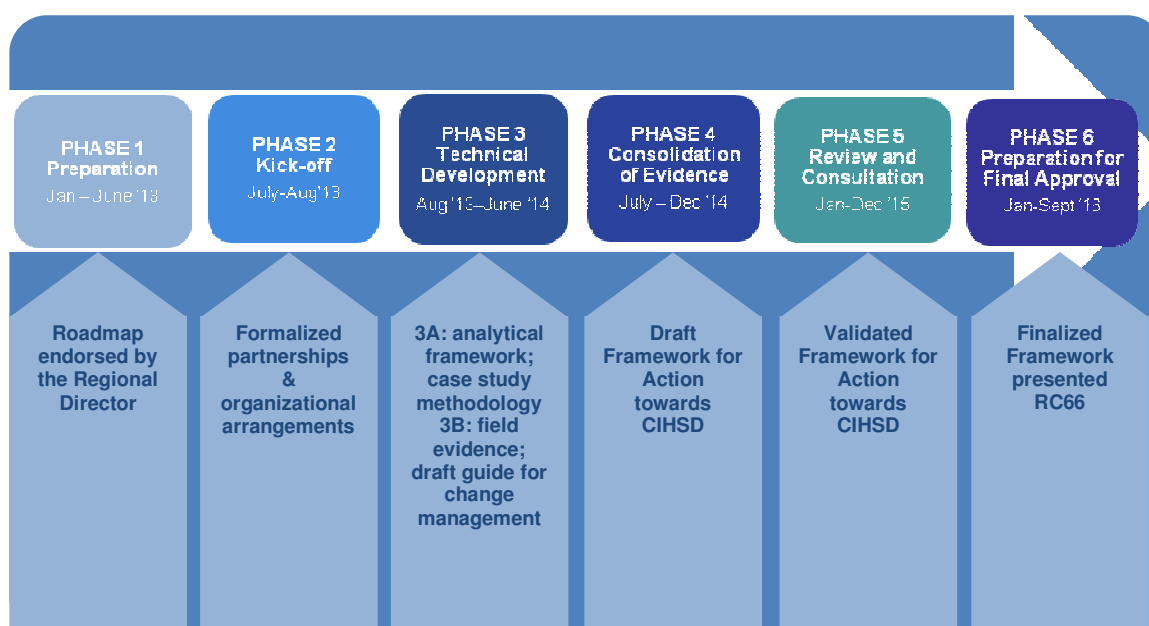 PHASE 1
Preparation
Jan – June '13
PHASE 2
Kick-off
July-Aug'13
PHASE 3
Technical
Development
Aug '13–June '14
PHASE 4
Consolidation
of Evidence
July – Dec '14
PHASE 5
Review and
Consultation
Jan-Dec '15
PHASE 6
Preparation for
Final Approval
Jan-Sept
Roadmap
endorsed by
the Regional
Director
Formalized
partnerships
&
organizational
arrangements
3A: analytical
framework;
case study
methodology
3B: field
evidence;
draft guide for
change
management
Draft
Framework for
Action
towards
CIHSD
Validated
Framework for
Action
towards
CIHSD
Finalized
Framework
presented
RC66